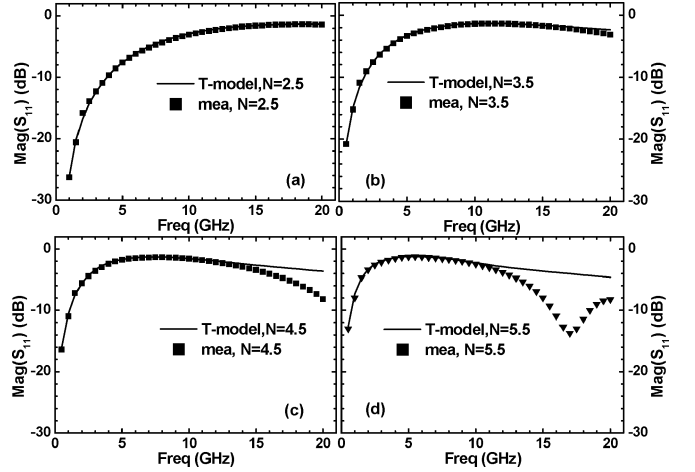 0
-10
-20
-30
Mag(S11) (dB)
T-model,N=2.5
mea, N=2.5
(a)
0 5 10 15 20
Freq (GHz)
T-model,N=3.5
mea, N=3.5
(b)
0
-10
-20
-30
Mag(S11) (dB)
0 5 10 15 20
Freq (GHz)
0
-10
-20
-30
Mag(S11) (dB)
T-model,N=4.5
mea, N=4.5
(c)
0 5 10 15 20
Freq (GHz)
T-model,N=5.5
mea, N=5.5
(d)
0
-10
-20
-30
Mag(S11) (dB)
0 5 10 15 20
Freq (GHz)